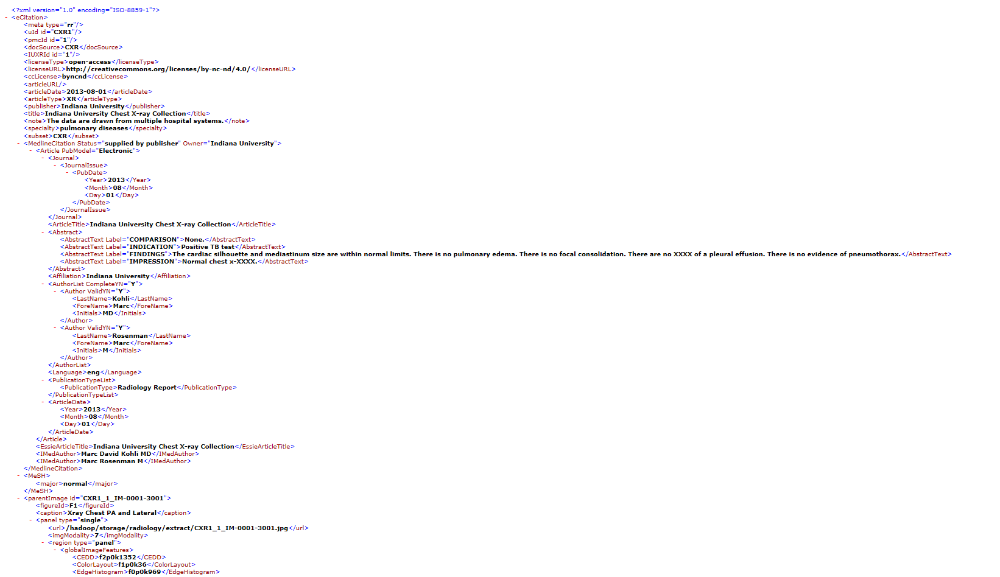 <?xml version="1.0" encoding="ISO-8859-1"?>
- <eCitation>
<meta type="rr"/>
<uId id="CXR1"/>
<pmcId id="1"/>
<docSource>CXR</docSource>
<IUXRId id="1"/>
<licenseType>open-access</licenseType>
<licenseURL>http://creativecommons.org/licenses/by-nc-nd/4.0/</licenseURL>
<ccLicense>byncnd</ccLicense>
<articleURL/>
<articleDate>2013-08-01</articleDate>
<articleType>XR</articleType>
<publisher>Indiana University</publisher>
<title>Indiana University Chest X-ray Collection</title>
<note>The data are drawn from multiple hospital systems.</note>
<specialty>pulmonary diseases</specialty>
<subset>CXR</subset>
- <MedlineCitation Status="supplied by publisher" Owner="Indiana University">
- <Article PubModel="Electronic">
- <Journal>
- <JournalIssue>
- <PubDate>
<Year>2013</Year>
<Month>08</Month>
<Day>01</Day>
</PubDate>
</JournalIssue>
</Journal>
<ArticleTitle>Indiana University Chest X-ray Collection</ArticleTitle>
- <Abstract>
<AbstractText Label="COMPARISON">None.</AbstractText>
<AbstractText Label="INDICATION">Positive TB test</AbstractText>
<AbstractText Label="FINDINGS">The cardiac silhouette and mediastinum size are within normal limits. There is no pulmonary edema. There is no focal consolidation. There are no XXXX of a pleural effusion. There is no evidence of pneumothorax.</AbstractText>
<AbstractText Label="IMPRESSION">Normal chest x-XXXX.</AbstractText>
</Abstract>
<Affiliation>Indiana University</Affiliation>
- <AuthorList CompleteYN="Y">
- <Author ValidYN="Y">
<LastName>Kohli</LastName>
<ForeName>Marc</ForeName>
<Initials>MD</Initials>
</Author>
- <Author ValidYN="Y">
<LastName>Rosenman</LastName>
<ForeName>Marc</ForeName>
<Initials>M</Initials>
</Author>
</AuthorList>
<Language>eng</Language>
- <PublicationTypeList>
<PublicationType>Radiology Report</PublicationType>
</PublicationTypeList>
- <ArticleDate>
<Year>2013</Year>
<Month>08</Month>
<Day>01</Day>
</ArticleDate>
</Article>
<EssieArticleTitle>Indiana University Chest X-ray Collection</EssieArticleTitle>
<IMedAuthor>Marc David Kohli MD</IMedAuthor>
<IMedAuthor>Marc Rosenman M</IMedAuthor>
</MedlineCitation>
- <MeSH>
<major>normal</major>
</MeSH>
- <parentImage id="CXR1_1_IM-0001-3001">
<figureId>F1</figureId>
<caption>Xray Chest PA and Lateral</caption>
- <panel type="single">
<url>/hadoop/storage/radiology/extract/CXR1_1_IM-0001-3001.jpg</url>
<imgModality>7</imgModality>
- <region type="panel">
- <globalImageFeatures>
<CEDD>f2p0k1352</CEDD>
<ColorLayout>f1p0k36</ColorLayout>
<EdgeHistogram>f0p0k969</EdgeHistogram>